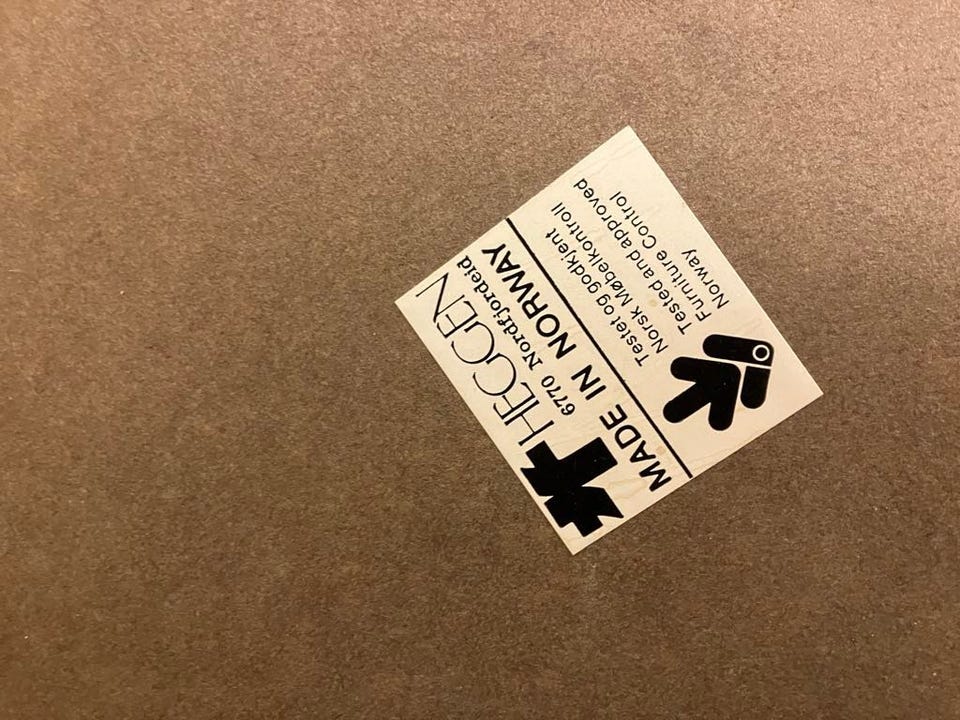 HEGGEN
6770 Nordfjordeid
MADE IN NORWAY
Testet og godkjent
Norsk Møbelkontroll
Tested and approved
Furniture Control
Norway